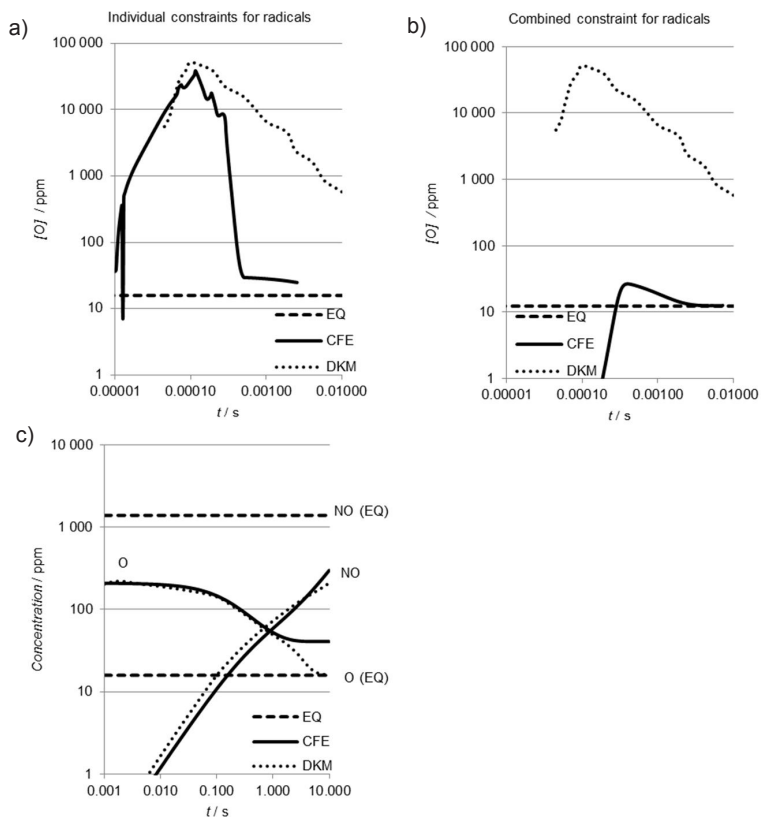 a)
Individual constraints for radicals
100 000
10 000
1 000
100
10
1
[O] / ppm
EQ
CFE
DKM
0.00001 0.00010 0.00100 0.01000
t / s
b)
Combined constraint for radicals
100 000
10 000
1 000
100
10
1
[O] / ppm
EQ
CFE
DKM
0.00001 0.00010 0.00100 0.01000
t / s
c)
10 000
1 000
100
10
1
Concentration / ppm
NO (EQ)
O
NO
O (EQ)
EQ
CFE
DKM
0.001 0.010 0.100 1.000 10.000
t / s